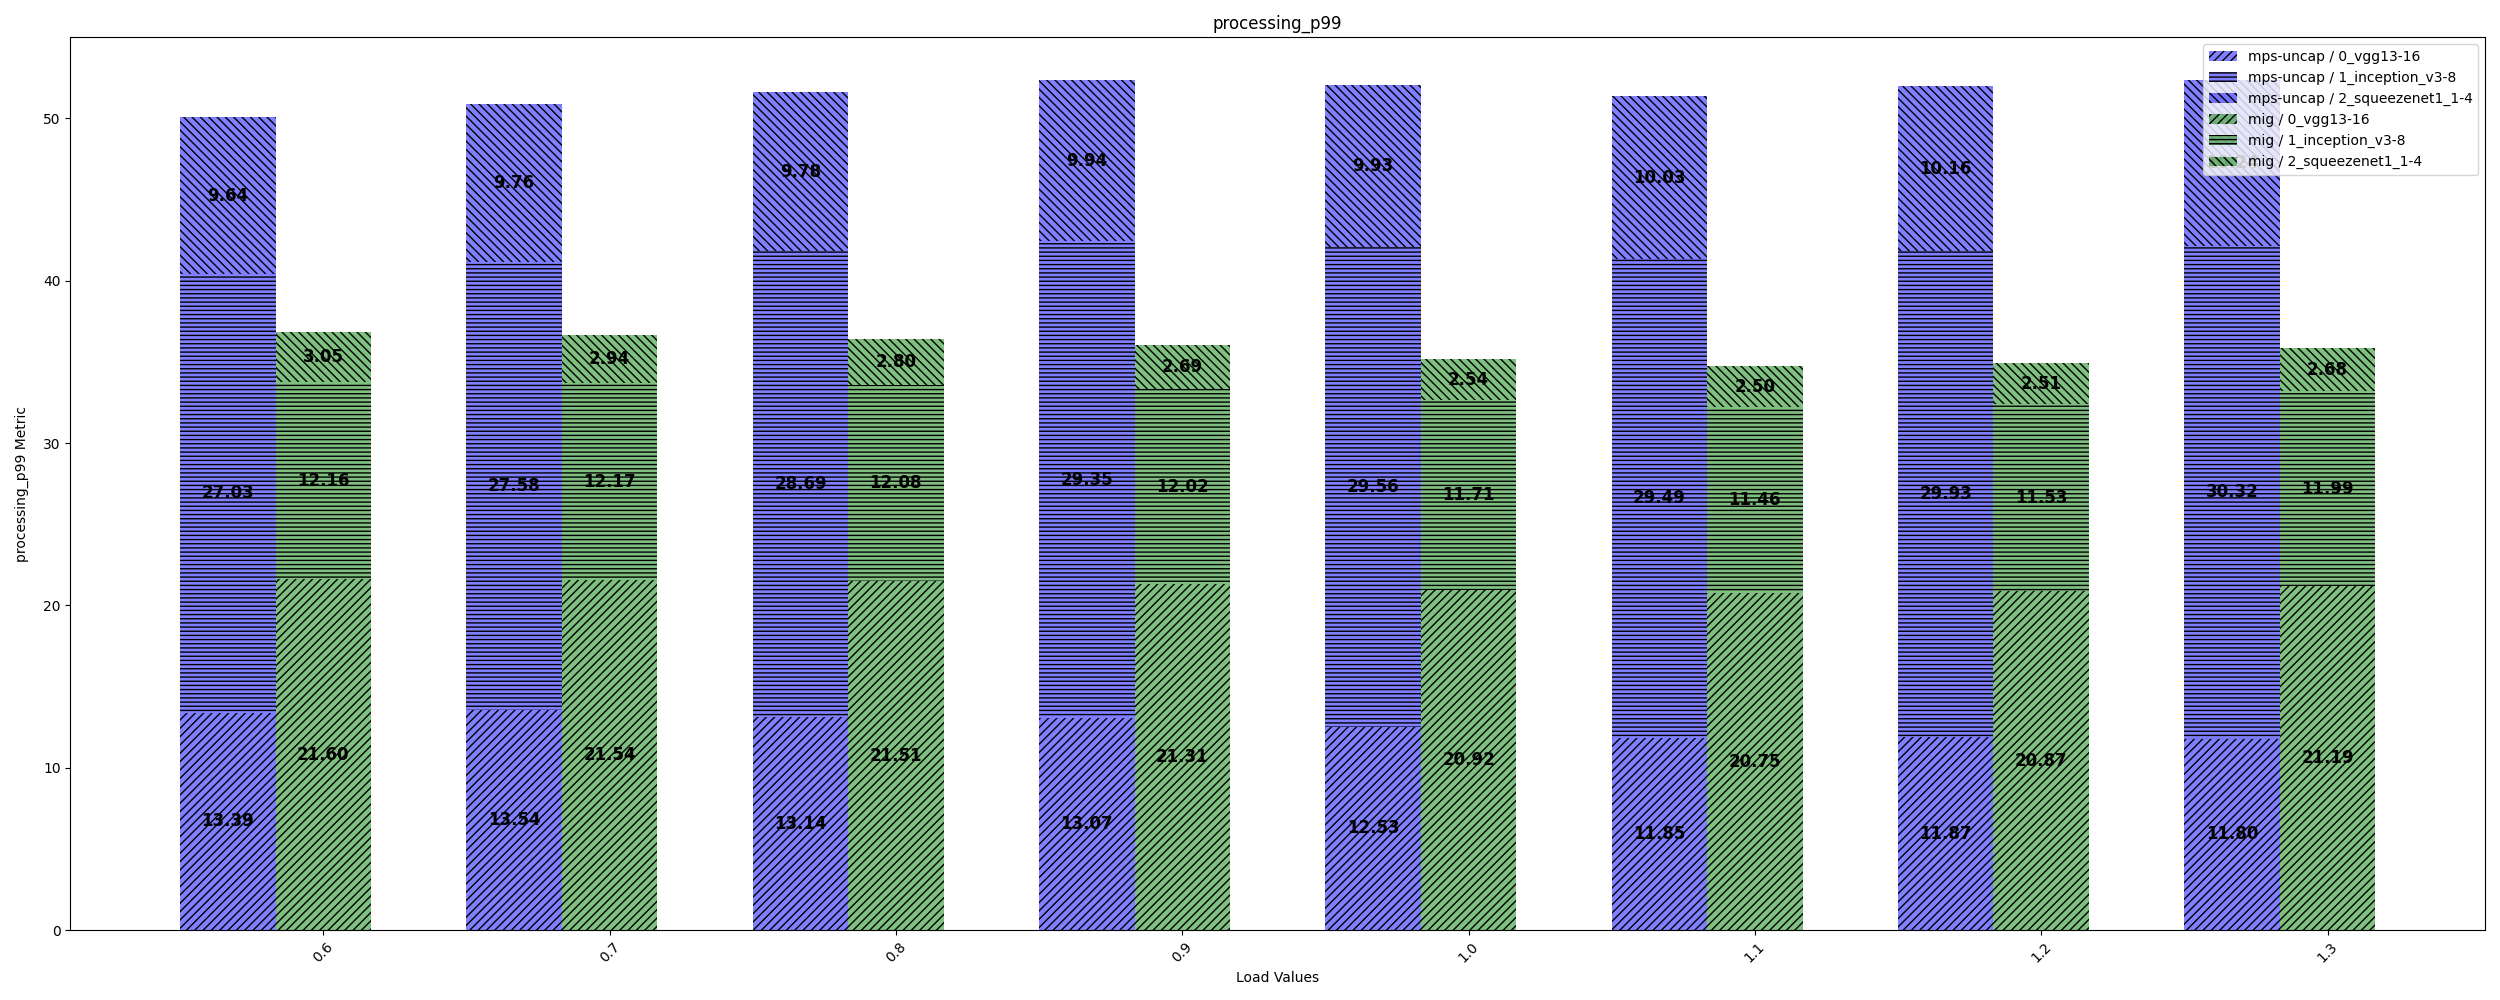 processing_p99
mps-uncap / 0_vgg13-16
mps-uncap / 1_inception_v3-8
mps-uncap / 2_squeezenet1_1-4
mig / 0_vgg13-16
mig / 1_inception_v3-8
mig / 2_squeezenet1_1-4
processing_p99 Metric
50
40
30
20
10
0
9.64 9.76 9.78 9.94 9.93 10.03 10.16
3.05 2.94 2.80 2.69 2.54 2.50 2.51 2.68
27.03 27.58 28.69 29.35 29.56 29.49 29.93 30.32
12.16 12.17 12.08 12.02 11.71 11.46 11.53 11.99
21.60 21.54 21.51 21.31 20.92 20.75 20.87 21.19
13.39 13.54 13.14 13.07 12.53 11.85 11.87 11.80
0.6 0.7 0.8 0.9 1.0 1.1 1.2 1.3
Load Values